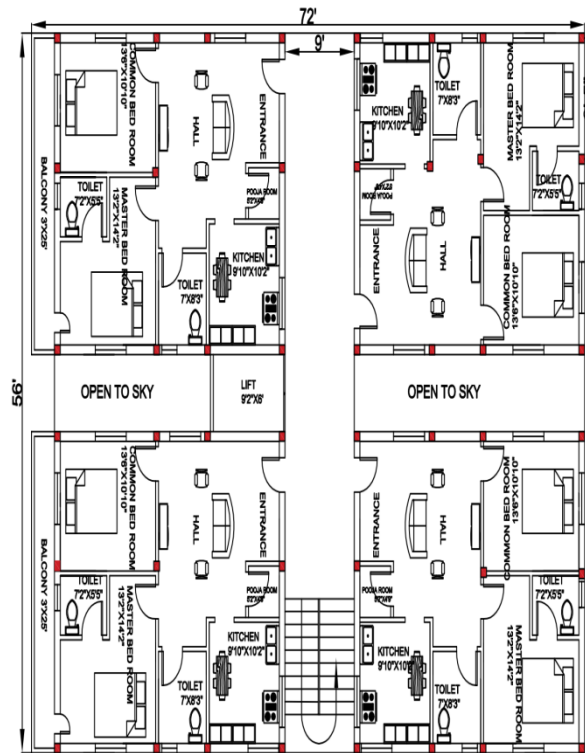 72'
9'
56'
COMMON BED ROOM
13'6"X10'10"
HALL
ENTRANCE
BALCONY 3'X25'
TOILET
7'2"X5'5"
MASTER BED ROOM
13'2"X14'2"
POOJA ROOM
KITCHEN
9'10"X10'2"
TOILET
7'X8'3"
KITCHEN
9'10"X10'2"
TOILET
7'X8'3"
MASTER BED ROOM
13'2"X14'2"
TOILET
7'2"X5'5"
POOJA ROOM
ENTRANCE
HALL
COMMON BED ROOM
13'6"X10'10"
OPEN TO SKY
LIFT
9'2"X6'
OPEN TO SKY
COMMON BED ROOM
13'6"X10'10"
HALL
ENTRANCE
BALCONY 3'X25'
TOILET
7'2"X5'5"
MASTER BED ROOM
13'2"X14'2"
POOJA ROOM
KITCHEN
9'10"X10'2"
TOILET
7'X8'3"
ENTRANCE
HALL
COMMON BED ROOM
13'6"X10'10"
POOJA ROOM
KITCHEN
TOILET
7'2"X5'5"
TOILET
7'X8'3"
MASTER BED ROOM
13'2"X14'2"